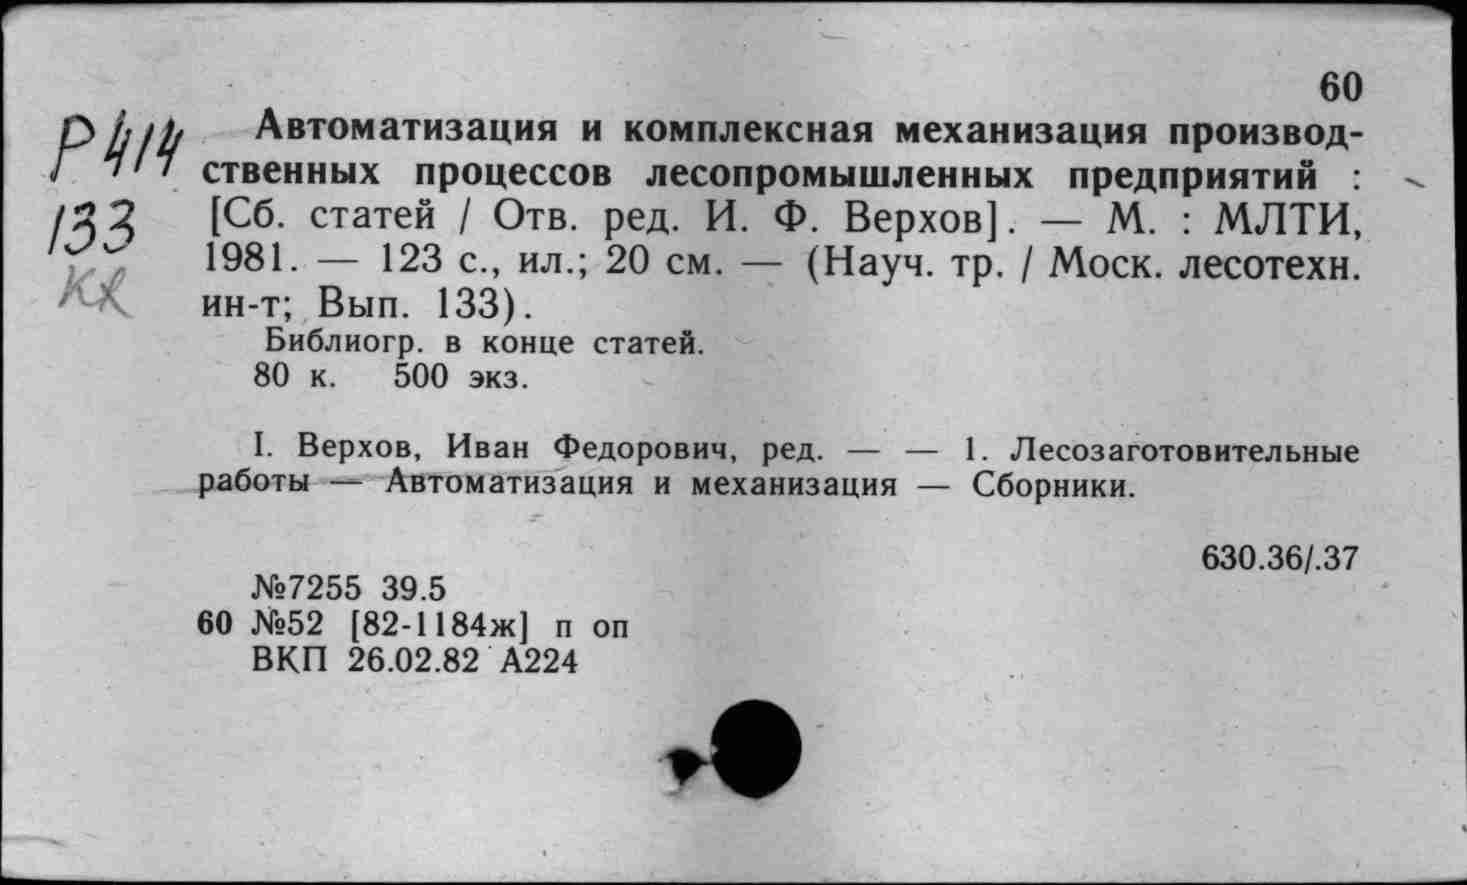 60
Р414
Автоматизация и комплексная механизация производ-
ственных процессов лесопромышленных предприятий :
133
[Сб. статей / Отв. ред. И. Ф. Верхов]. — М. : МЛТИ,
1981. — 123 с., ил.; 20 см. — (Науч. тр. / Моск. лесотехн.
кх
ин-т; Вып. 133).
Библиогр. в конце статей.
80 к. 500 экз.
I. Верхов, Иван Федорович, ред. — — 1. Лесозаготовительные
работы — Автоматизация и механизация — Сборники.
630.36/.37
№7255 39.5
60 №52 [82-1184ж] п оп
ВКП 26.02.82 А224